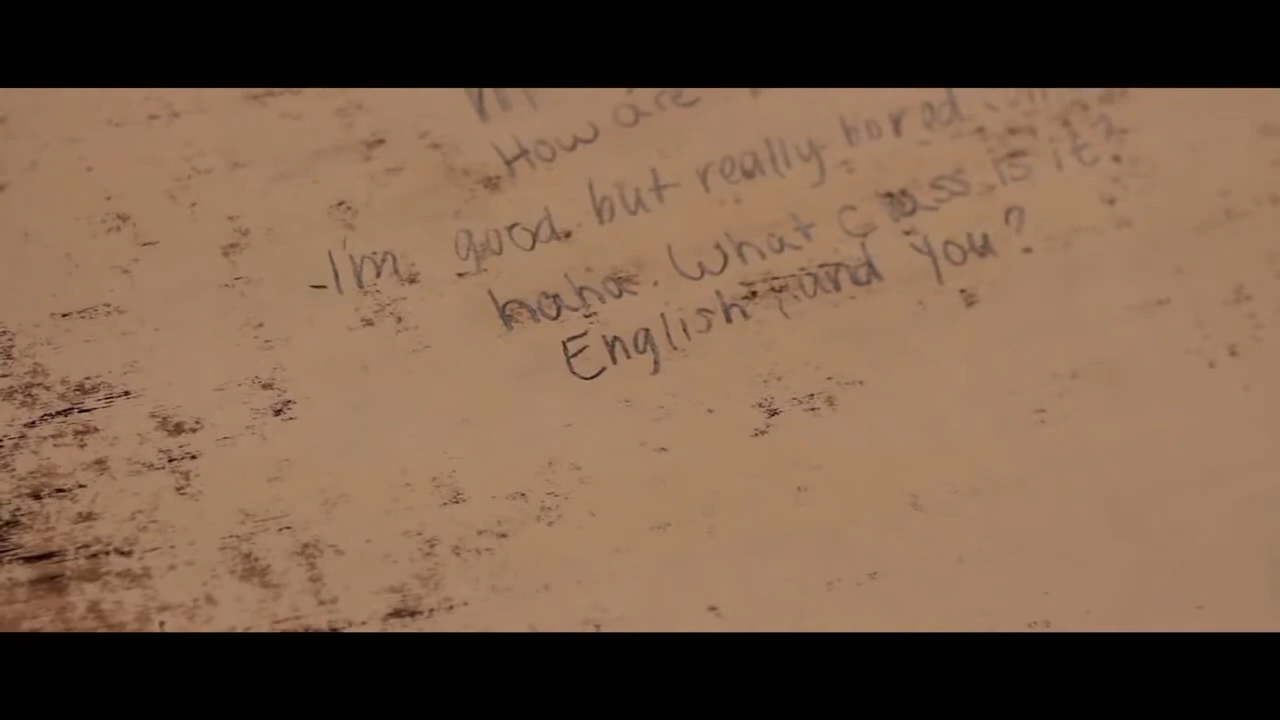 How are
-I'm good but really bored
haha. What class is it?
English, and you?